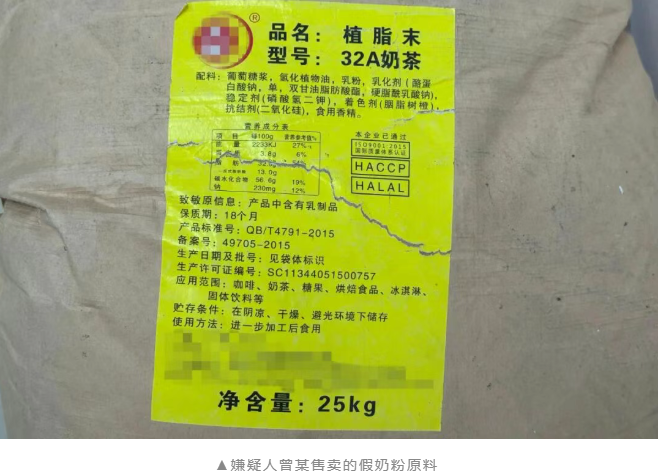 ®
品名：植脂末
型号：32A奶茶
配料：葡萄糖浆，氢化植物油，乳粉，乳化剂（酪蛋
白酸钠，单，双甘油脂肪酸酯，硬脂酰乳酸钠），
稳定剂（磷酸氢二钾），着色剂（胭脂树橙），
抗结剂（二氧化硅），食用香精。
营养成分表
项 目 每100g 营养参考值%
能 量 2233KJ 27%
3.8g 6%
脂 肪
13.0g
碳水化合物 56.6g 19%
钠 230mg 12%
本企业已通过
ISO9001:2015
国际质量体系认证
HACCP
HALAL
致敏原信息：产品中含有乳制品
保质期：18个月
产品标准号：QB/T4791-2015
备案号：49705-2015
生产日期及批号：见袋体标识
生产许可证编号：SC11344051500757
应用范围：咖啡、奶茶、糖果、烘焙食品、冰淇淋、
固体饮料等
贮存条件：在阴凉、干燥、避光环境下储存
使用方法：进一步加工后食用
净含量：25kg
▲嫌疑人曾某售卖的假奶粉原料